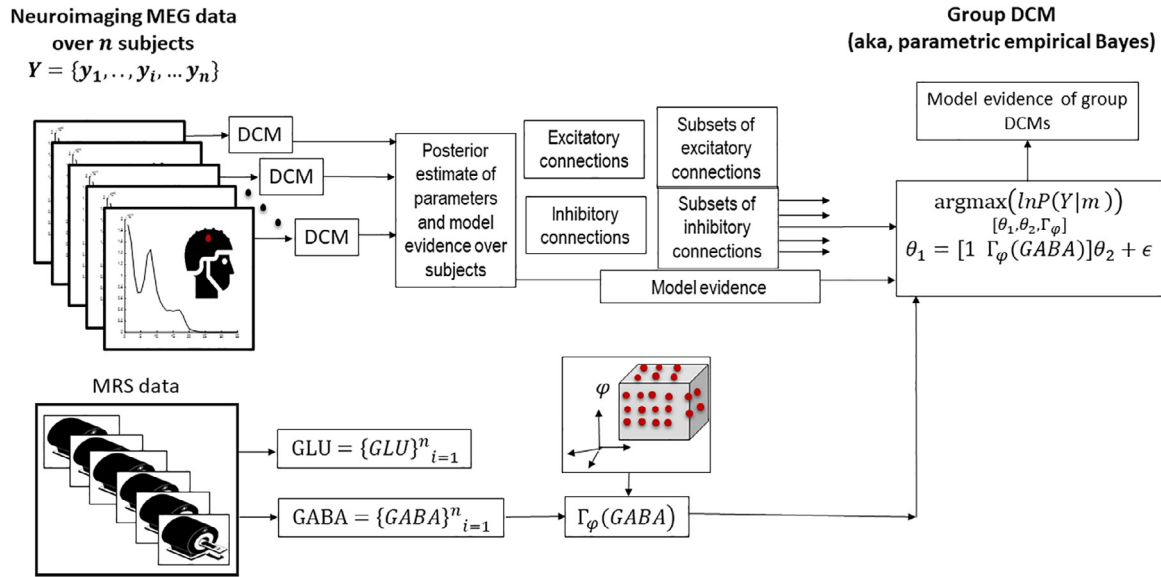 Neuroimaging MEG data
over n subjects
Y = {y₁, . ., yᵢ, … yₙ}
Group DCM
(aka, parametric empirical Bayes)
DCM
DCM
DCM
Posterior
estimate of
parameters
and model
evidence over
subjects
Excitatory
connections
Inhibitory
connections
Subsets of
excitatory
connections
Subsets of
inhibitory
connections
Model evidence
Model evidence of group
DCMs
argmax(lnP(Y|m ))
[θ₁,θ₂,Γᵩ]
θ₁ = [1 Γᵩ(GABA)]θ₂ + ϵ
MRS data
GLU = {GLU}ⁿᵢ₌₁
GABA = {GABA}ⁿᵢ₌₁
φ
Γᵩ(GABA)